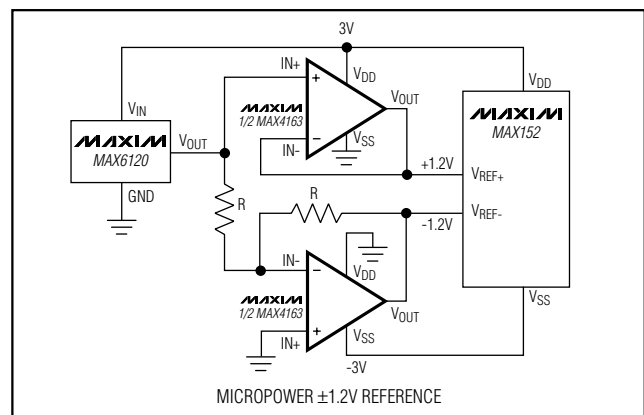 3V
IN+
VDD
VDD
+
VIN
VOUT
MAXIM
1/2 MAX4163
MAXIM
MAX6120
VOUT
MAXIM
MAX152
−
VSS
IN-
+1.2V
VREF+
GND
R
R
-1.2V
VREF-
IN-
−
VDD
MAXIM
1/2 MAX4163
VOUT
+
VSS
VSS
IN+
-3V
MICROPOWER ±1.2V REFERENCE